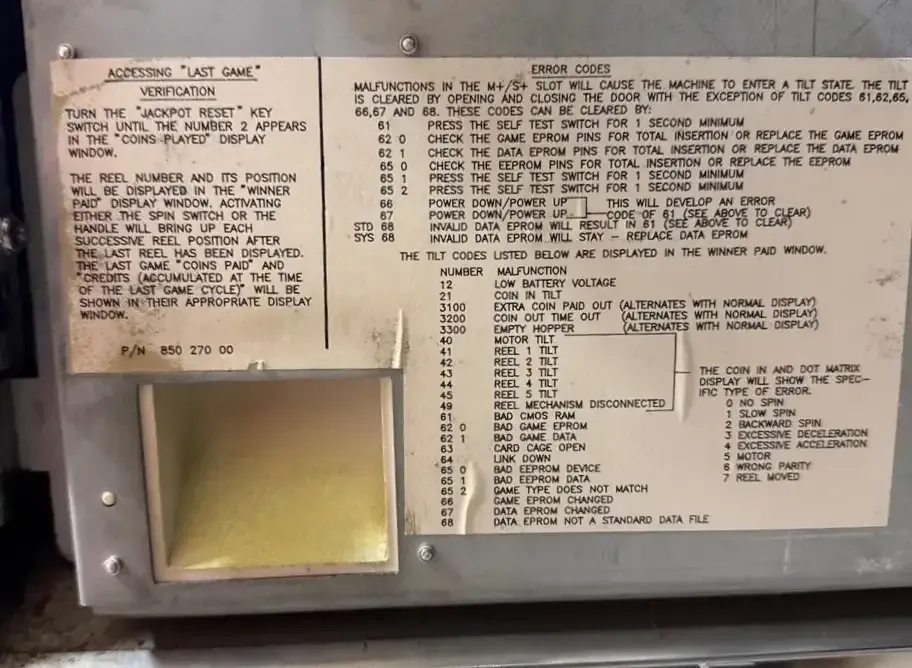 ACCESSING "LAST GAME"
VERIFICATION
TURN THE "JACKPOT RESET" KEY
SWITCH UNTIL THE NUMBER 2 APPEARS
IN THE "COINS PLAYED" DISPLAY
WINDOW.
THE REEL NUMBER AND ITS POSITION
WILL BE DISPLAYED IN THE "WINNER
PAID" DISPLAY WINDOW. ACTIVATING
EITHER THE SPIN SWITCH OR THE
HANDLE WILL BRING UP EACH
SUCCESSIVE REEL POSITION AFTER
THE LAST REEL HAS BEEN DISPLAYED.
THE LAST GAME "COINS PAID" AND
"CREDITS (ACCUMULATED AT THE TIME
OF THE LAST GAME CYCLE)" WILL BE
SHOWN IN THEIR APPROPRIATE DISPLAY
WINDOW.
P/N 850 270 00
ERROR CODES
MALFUNCTIONS IN THE M+/S+ SLOT WILL CAUSE THE MACHINE TO ENTER A TILT STATE. THE TILT
IS CLEARED BY OPENING AND CLOSING THE DOOR WITH THE EXCEPTION OF TILT CODES 61,62,65,
66,67 AND 68. THESE CODES CAN BE CLEARED BY:
61 PRESS THE SELF TEST SWITCH FOR 1 SECOND MINIMUM
62 0 CHECK THE GAME EPROM PINS FOR TOTAL INSERTION OR REPLACE THE GAME EPROM
62 1 CHECK THE DATA EPROM PINS FOR TOTAL INSERTION OR REPLACE THE DATA EPROM
65 0 CHECK THE EEPROM PINS FOR TOTAL INSERTION OR REPLACE THE EEPROM
65 1 PRESS THE SELF TEST SWITCH FOR 1 SECOND MINIMUM
65 2 PRESS THE SELF TEST SWITCH FOR 1 SECOND MINIMUM
66 POWER DOWN/POWER UP THIS WILL DEVELOP AN ERROR
67 POWER DOWN/POWER UP CODE OF 61 (SEE ABOVE TO CLEAR)
STD 68 INVALID DATA EPROM WILL RESULT IN 61 (SEE ABOVE TO CLEAR)
SYS 68 INVALID DATA EPROM WILL STAY - REPLACE DATA EPROM
THE TILT CODES LISTED BELOW ARE DISPLAYED IN THE WINNER PAID WINDOW.
NUMBER MALFUNCTION
12 LOW BATTERY VOLTAGE
21 COIN IN TILT
3100 EXTRA COIN PAID OUT (ALTERNATES WITH NORMAL DISPLAY)
3200 COIN OUT TIME OUT (ALTERNATES WITH NORMAL DISPLAY)
3300 EMPTY HOPPER (ALTERNATES WITH NORMAL DISPLAY)
40 MOTOR TILT
41 REEL 1 TILT
42 REEL 2 TILT
43 REEL 3 TILT
44 REEL 4 TILT
45 REEL 5 TILT
49 REEL MECHANISM DISCONNECTED
61 BAD CMOS RAM
62 0 BAD GAME EPROM
62 1 BAD GAME DATA
63 CARD CAGE OPEN
64 LINK DOWN
65 0 BAD EEPROM DEVICE
65 1 BAD EEPROM DATA
65 2 GAME TYPE DOES NOT MATCH
66 GAME EPROM CHANGED
67 DATA EPROM CHANGED
68 DATA EPROM NOT A STANDARD DATA FILE
THE COIN IN AND DOT MATRIX
DISPLAY WILL SHOW THE SPEC-
IFIC TYPE OF ERROR.
0 NO SPIN
1 SLOW SPIN
2 BACKWARD SPIN
3 EXCESSIVE DECELERATION
4 EXCESSIVE ACCELERATION
5 MOTOR
6 WRONG PARITY
7 REEL MOVED